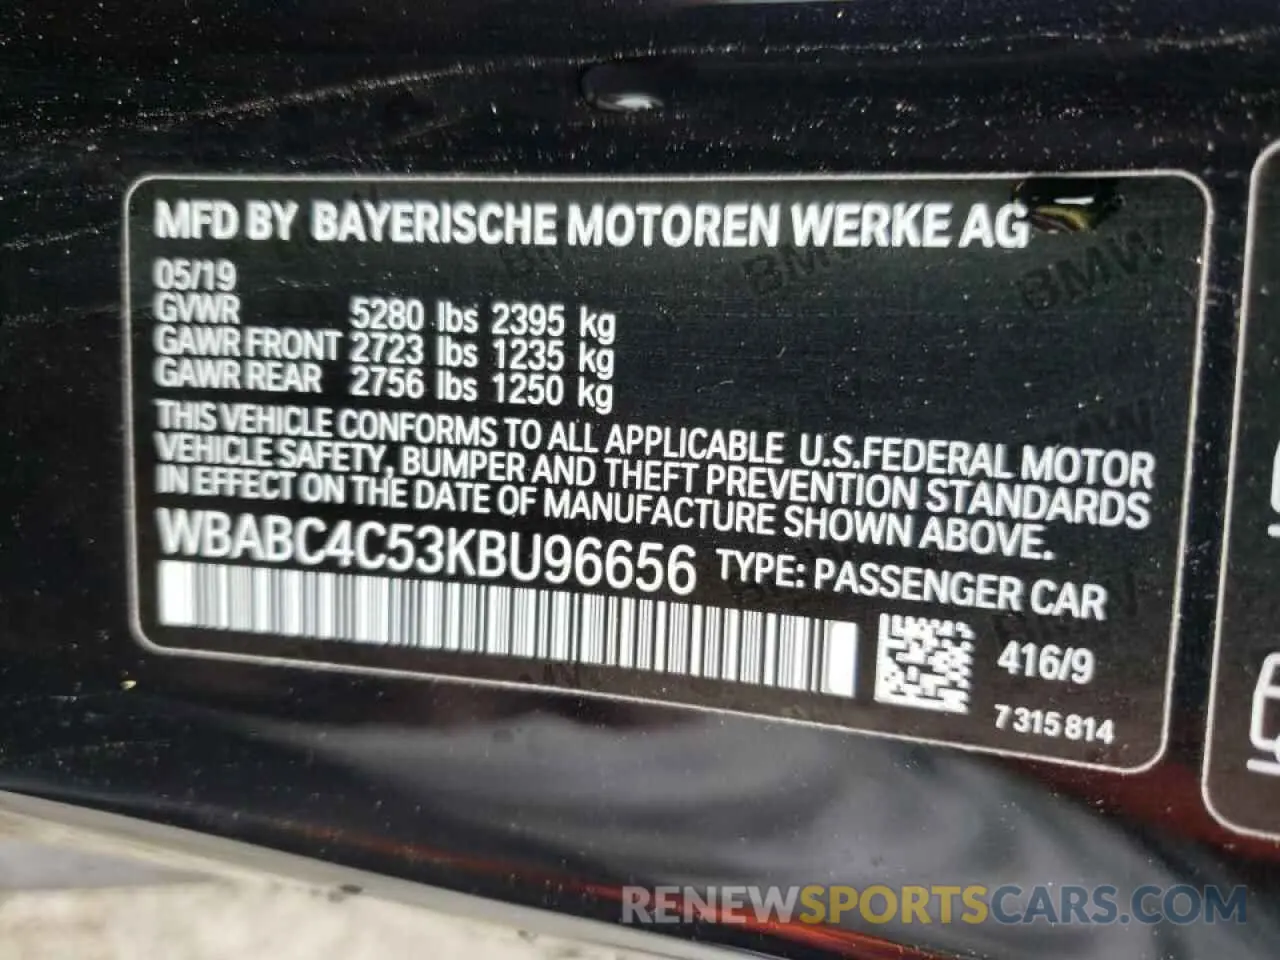 MFD BY BAYERISCHE MOTOREN WERKE AG
05/19
GVWR 5280 lbs 2395 kg
GAWR FRONT 2723 lbs 1235 kg
GAWR REAR 2756 lbs 1250 kg
THIS VEHICLE CONFORMS TO ALL APPLICABLE U.S.FEDERAL MOTOR
VEHICLE SAFETY, BUMPER AND THEFT PREVENTION STANDARDS
IN EFFECT ON THE DATE OF MANUFACTURE SHOWN ABOVE.
WBABC4C53KBU96656 TYPE: PASSENGER CAR
416/9
7 315 814
RENEWSPORTSCARS.COM